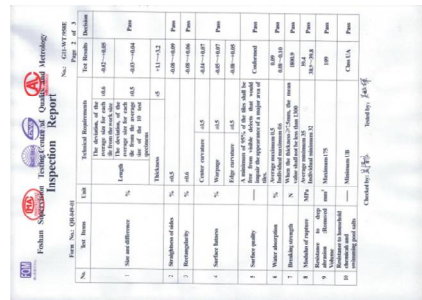 Foshan Supervision Testing Centre of Quality and Metrology
Inspection Report
Form No.: QR-849-01
No.: G11-WT
Page 2 of 3
No.
Test Items
Unit
Technical Requirements
Test Results
Decision
1
Size and difference
%
Length
The deviation, of the
average size for each
tile from the work size
±0.6
-0.02~+0.05
Pass
The deviation, of the
average size for each
tile from the average
size of the 10 test
specimens
±0.5
-0.03~+0.04
Thickness
±5
+1.1~+3.2
2
Straightness of sides
%
±0.5
-0.08~+0.09
Pass
3
Rectangularity
%
±0.6
-0.08~+0.06
Pass
4
Surface flatness
%
Center curvature
±0.5
-0.14~+0.07
Pass
Warpage
±0.5
-0.05~+0.07
Edge curvature
±0.5
-0.08~+0.05
5
Surface quality
A minimum of 95% of the tiles shall be
free from visible defects that would
impair the appearance of a major area of
tiles.
Conformed
Pass
6
Water absorption
%
Average maximum 0.5
Individual maximum 0.6
0.09
0.08~0.10
Pass
7
Breaking strength
N
When the thickness≥7.5mm, the mean
value shall not be less than 1300
Pass
8
Modulus of rupture
MPa
Average minimum 35
Individual minimum 32
39.4
38.9~39.8
Pass
9
Resistance to deep
abrasion :Removed
Volume
mm³
Maximum 175
109
Pass
10
Resistance to household
chemicals and
swimming pool salts
Minimum UB
Class UA
Pass
Checked by:
Tested by: